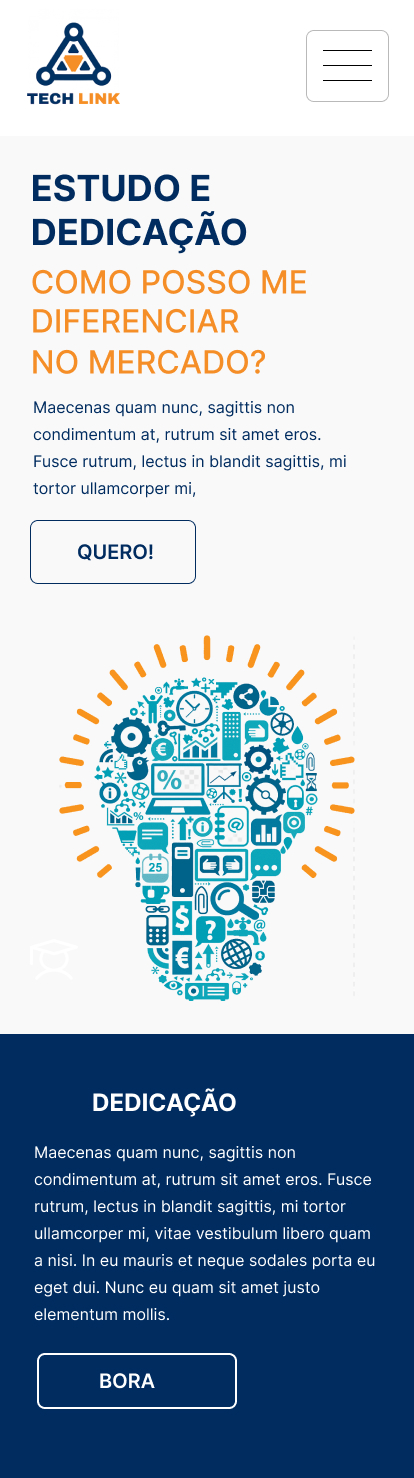 TECH LINK
ESTUDO E
DEDICAÇÃO
COMO POSSO ME
DIFERENCIAR
NO MERCADO?
Maecenas quam nunc, sagittis non
condimentum at, rutrum sit amet eros.
Fusce rutrum, lectus in blandit sagittis, mi
tortor ullamcorper mi,
QUERO!
%
@
%
25
$
?
€
#
DEDICAÇÃO
Maecenas quam nunc, sagittis non
condimentum at, rutrum sit amet eros. Fusce
rutrum, lectus in blandit sagittis, mi tortor
ullamcorper mi, vitae vestibulum libero quam
a nisi. In eu mauris et neque sodales porta eu
eget dui. Nunc eu quam sit amet justo
elementum mollis.
BORA